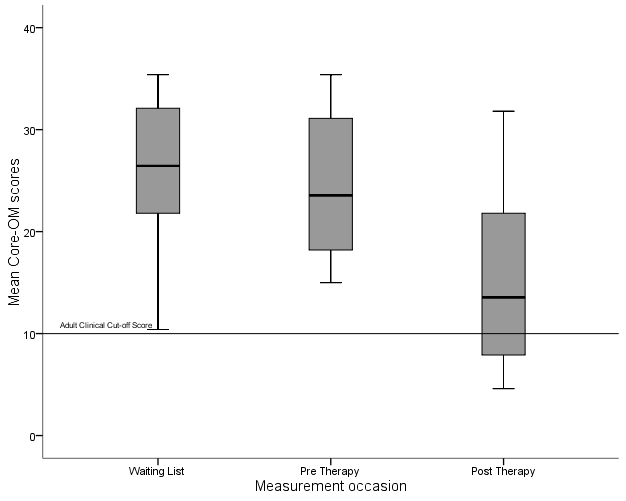 40
30
20
10
0
Mean Core-OM scores
Adult Clinical Cut-off Score
Waiting List
Pre Therapy
Post Therapy
Measurement occasion